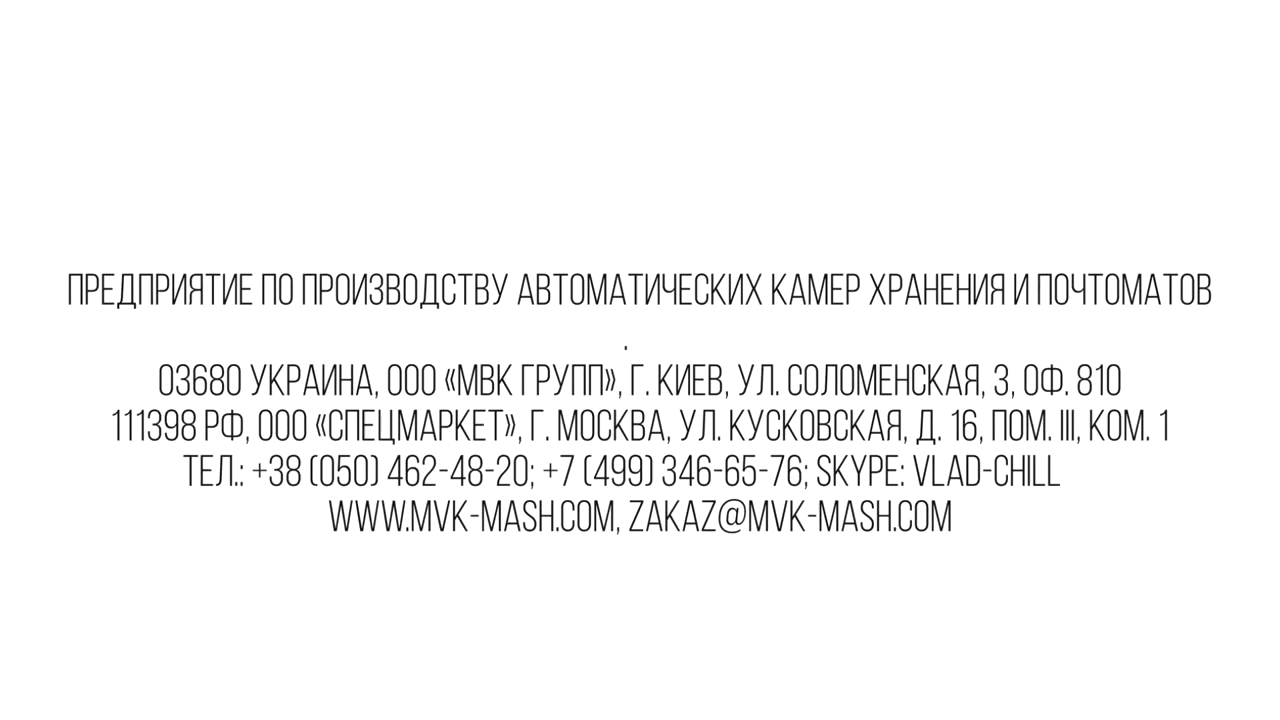 ПРЕДПРИЯТИЕ ПО ПРОИЗВОДСТВУ АВТОМАТИЧЕСКИХ КАМЕР ХРАНЕНИЯ И ПОЧТОМАТОВ
.
03680 УКРАИНА, ООО «МВК ГРУПП», Г. КИЕВ, УЛ. СОЛОМЕНСКАЯ, 3, ОФ. 810
111398 РФ, ООО «СПЕЦМАРКЕТ», Г. МОСКВА, УЛ. КУСКОВСКАЯ, Д. 16, ПОМ. III, КОМ. 1
ТЕЛ.: +38 (050) 462-48-20; +7 (499) 346-65-76; SKYPE: VLAD-CHILL
WWW.MVK-MASH.COM, ZAKAZ@MVK-MASH.COM